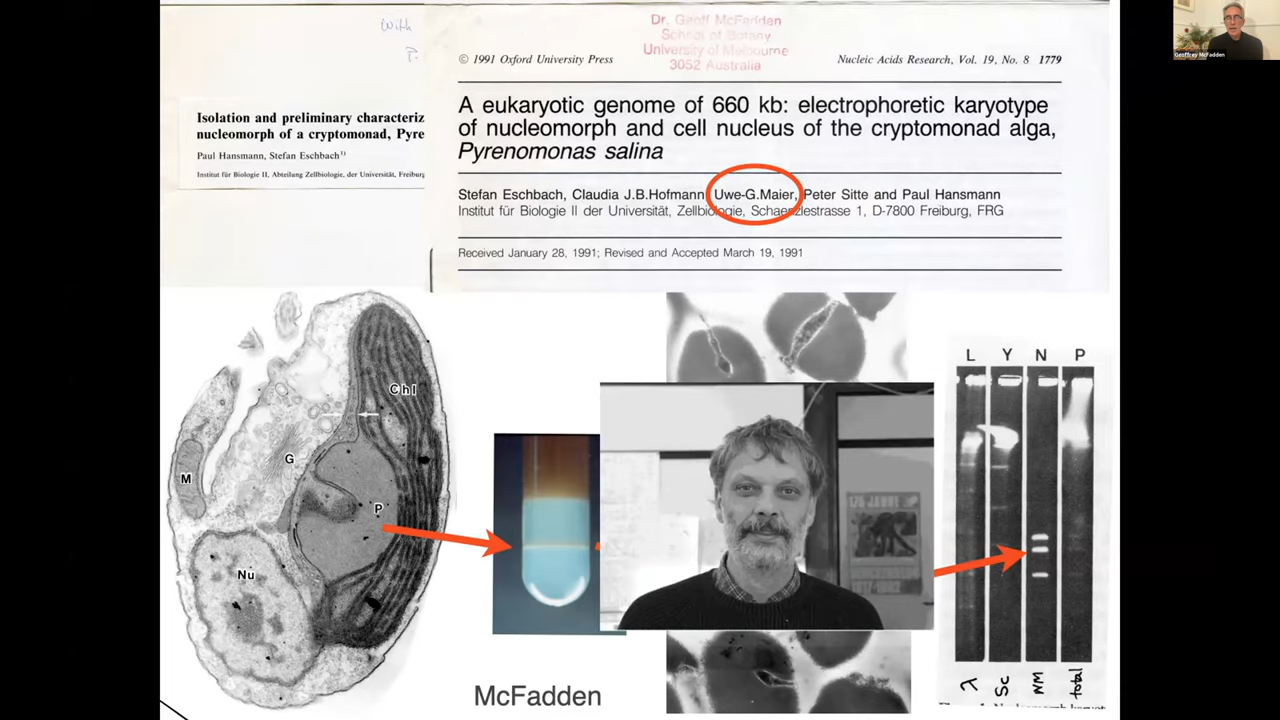 With
P.
Dr. Geoff McFadden
School of Botany
University of Melbourne
3052 Australia
Geoffrey McFadden
© 1991 Oxford University Press
Nucleic Acids Research, Vol. 19, No. 8 1779
Isolation and preliminary characteriz
nucleomorph of a cryptomonad, Pyre
Paul Hansmann, Stefan Eschbach¹⁾
Institut für Biologie II, Abteilung Zellbiologie, der Universität, Freiburg
A eukaryotic genome of 660 kb: electrophoretic karyotype
of nucleomorph and cell nucleus of the cryptomonad alga,
Pyrenomonas salina
Stefan Eschbach, Claudia J.B.Hofmann, Uwe-G.Maier, Peter Sitte and Paul Hansmann
Institut für Biologie II der Universität, Zellbiologie, Schaenzlestrasse 1, D-7800 Freiburg, FRG
Received January 28, 1991; Revised and Accepted March 19, 1991
Chl
G
M
P
Nu
175 JAHRE
L Y N P
λ Sc NM total
McFadden